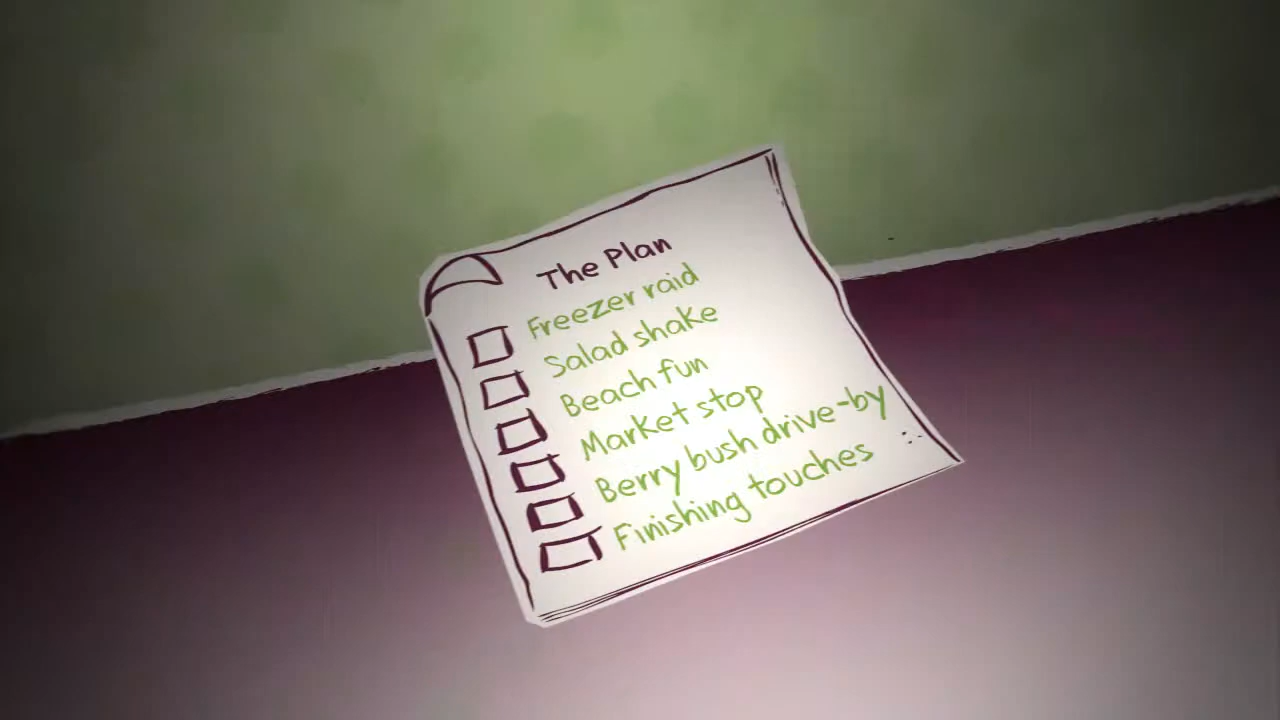 The Plan
Freezer raid
Salad shake
Beach fun
Market stop
Berry bush drive-by
Finishing touches